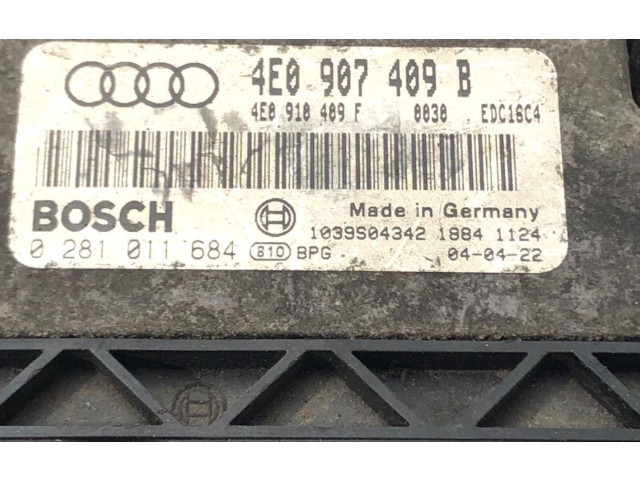 4E0 907 409 B
4E0 910 409 F 0030 EDC16C4
BOSCH
Made in Germany
1039S04342 1884 1124
0 281 011 684 810 BPG 04-04-22